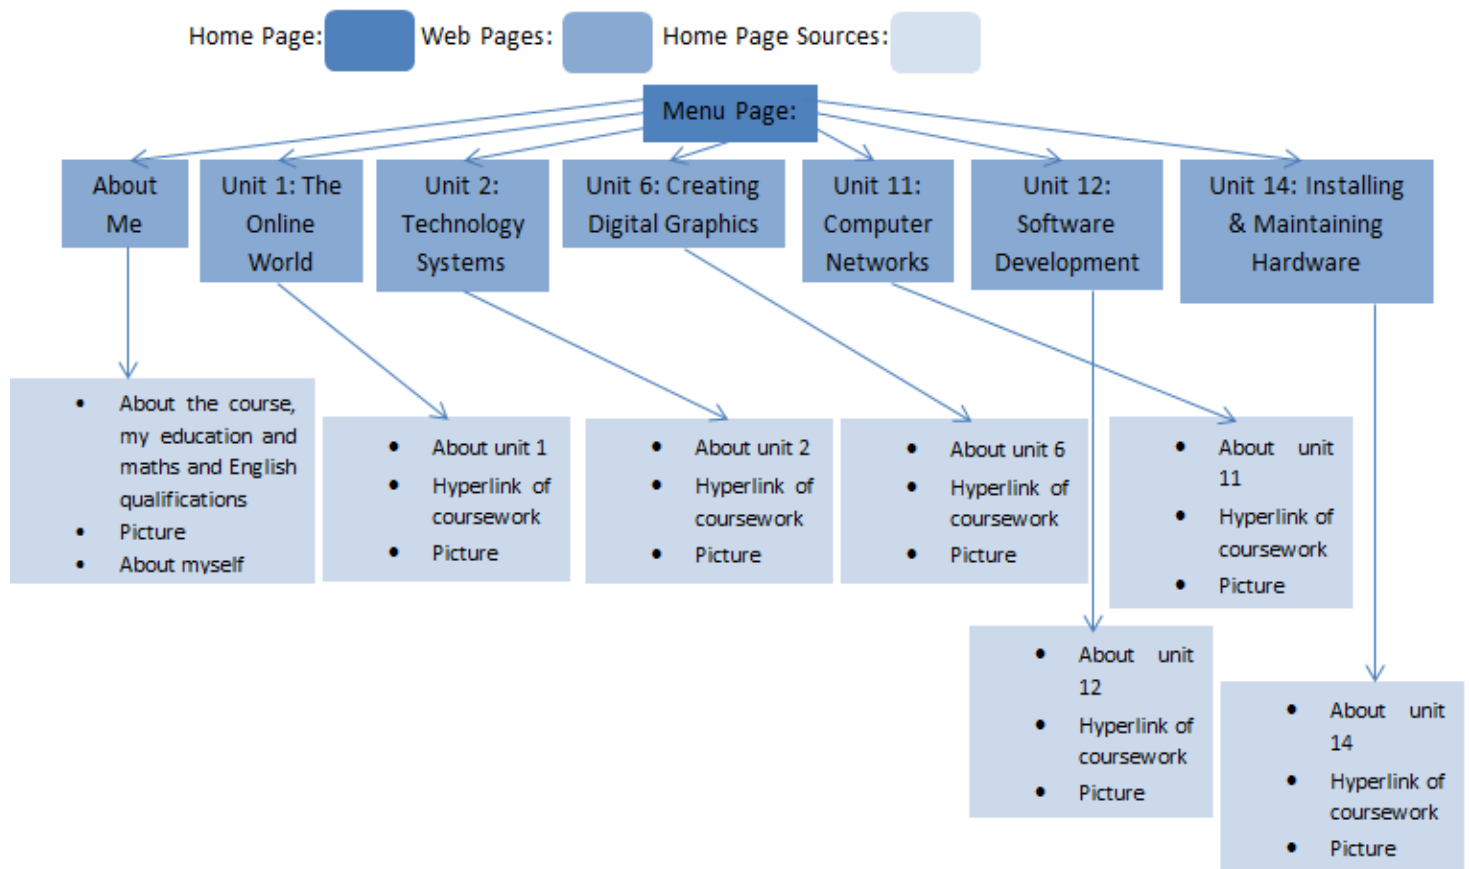 Home Page: Web Pages: Home Page Sources:
Menu Page:
About
Me
Unit 1: The
Online
World
Unit 2:
Technology
Systems
Unit 6: Creating
Digital Graphics
Unit 11:
Computer
Networks
Unit 12:
Software
Development
Unit 14: Installing
& Maintaining
Hardware
• About the course,
my education and
maths and English
qualifications
• Picture
• About myself
• About unit 1
• Hyperlink of
coursework
• Picture
• About unit 2
• Hyperlink of
coursework
• Picture
• About unit 6
• Hyperlink of
coursework
• Picture
• About unit
11
• Hyperlink of
coursework
• Picture
• About unit
12
• Hyperlink of
coursework
• Picture
• About unit
14
• Hyperlink of
coursework
• Picture